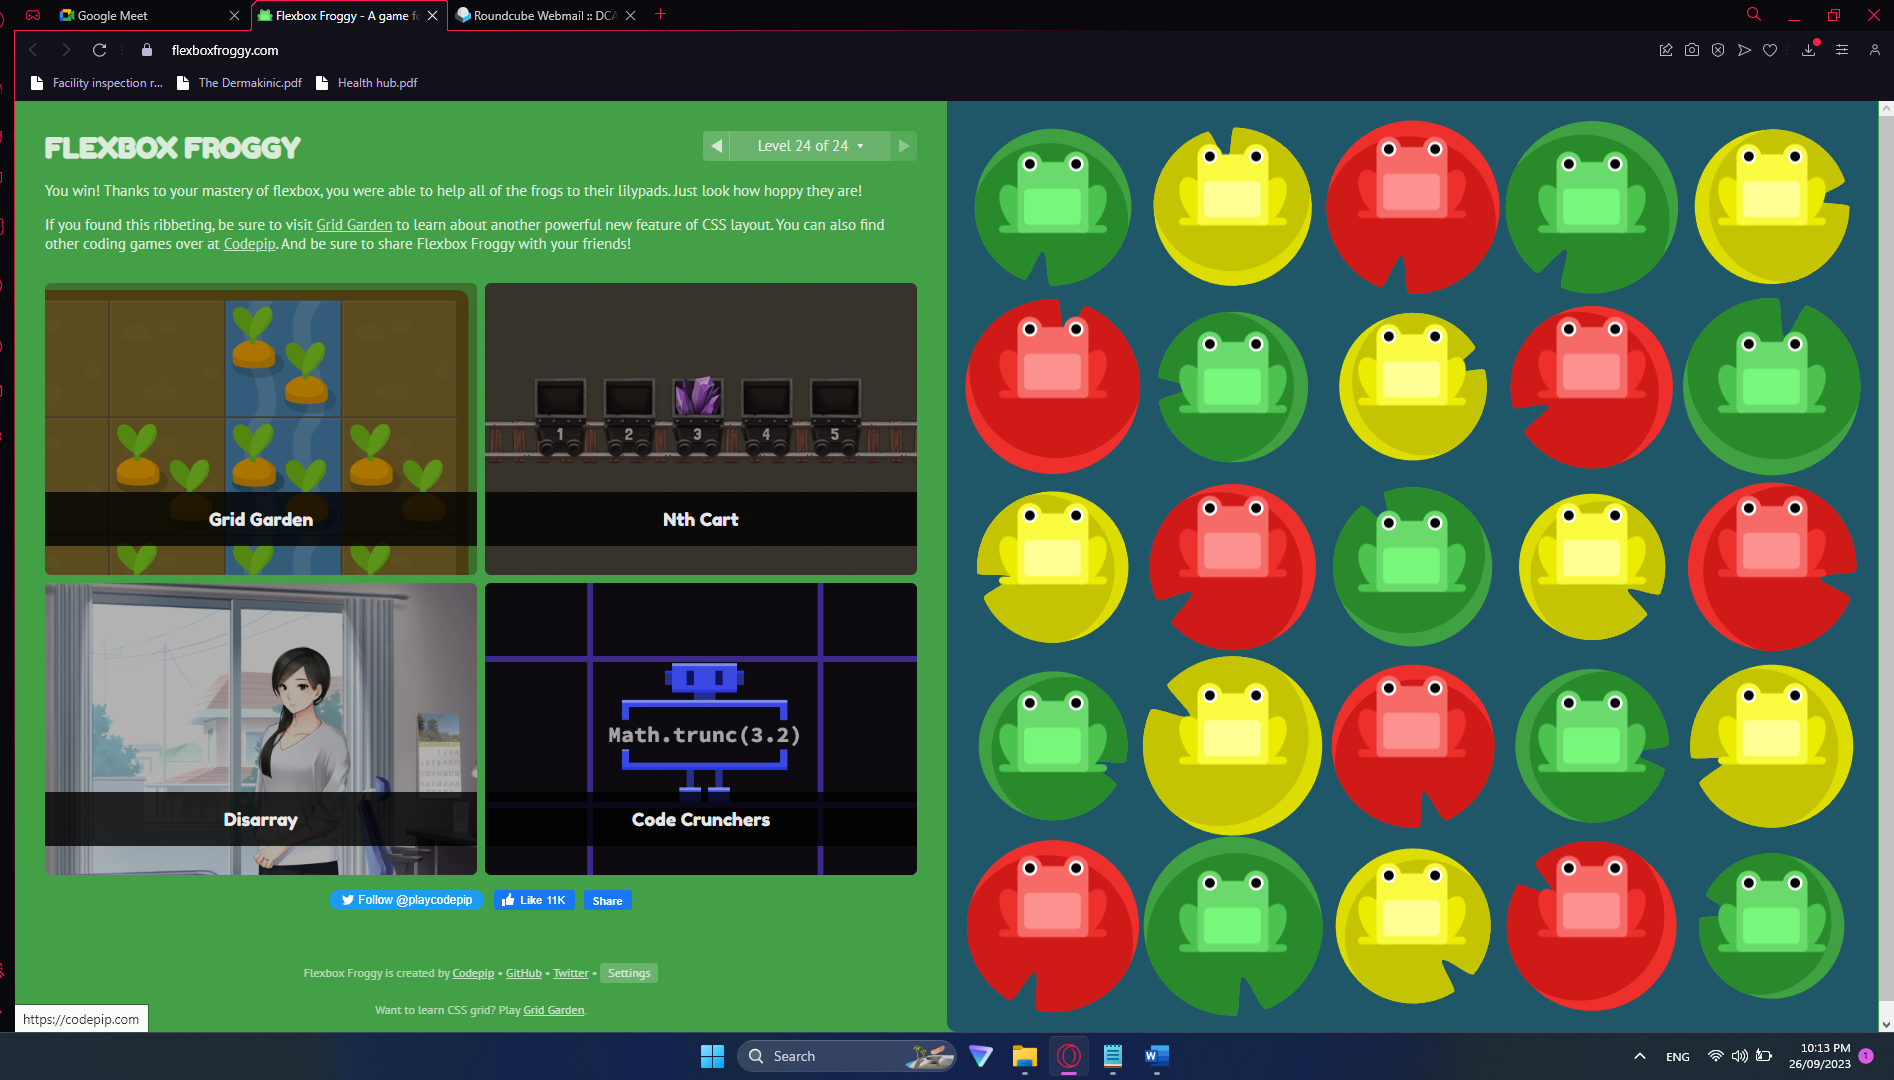 Google Meet
Flexbox Froggy - A game fo
Roundcube Webmail :: DCA
flexboxfroggy.com
Facility inspection r...
The Dermakinic.pdf
Health hub.pdf
FLEXBOX FROGGY
Level 24 of 24
You win! Thanks to your mastery of flexbox, you were able to help all of the frogs to their lilypads. Just look how hoppy they are!
If you found this ribbeting, be sure to visit Grid Garden to learn about another powerful new feature of CSS layout. You can also find
other coding games over at Codepip. And be sure to share Flexbox Froggy with your friends!
Grid Garden
1 2 3 4 5
Nth Cart
Disarray
Math.trunc(3.2)
Code Crunchers
Follow @playcodepip
Like 11K
Share
Flexbox Froggy is created by Codepip • GitHub • Twitter • Settings
Want to learn CSS grid? Play Grid Garden.
https://codepip.com
Search
W
ENG
10:13 PM
26/09/2023
1